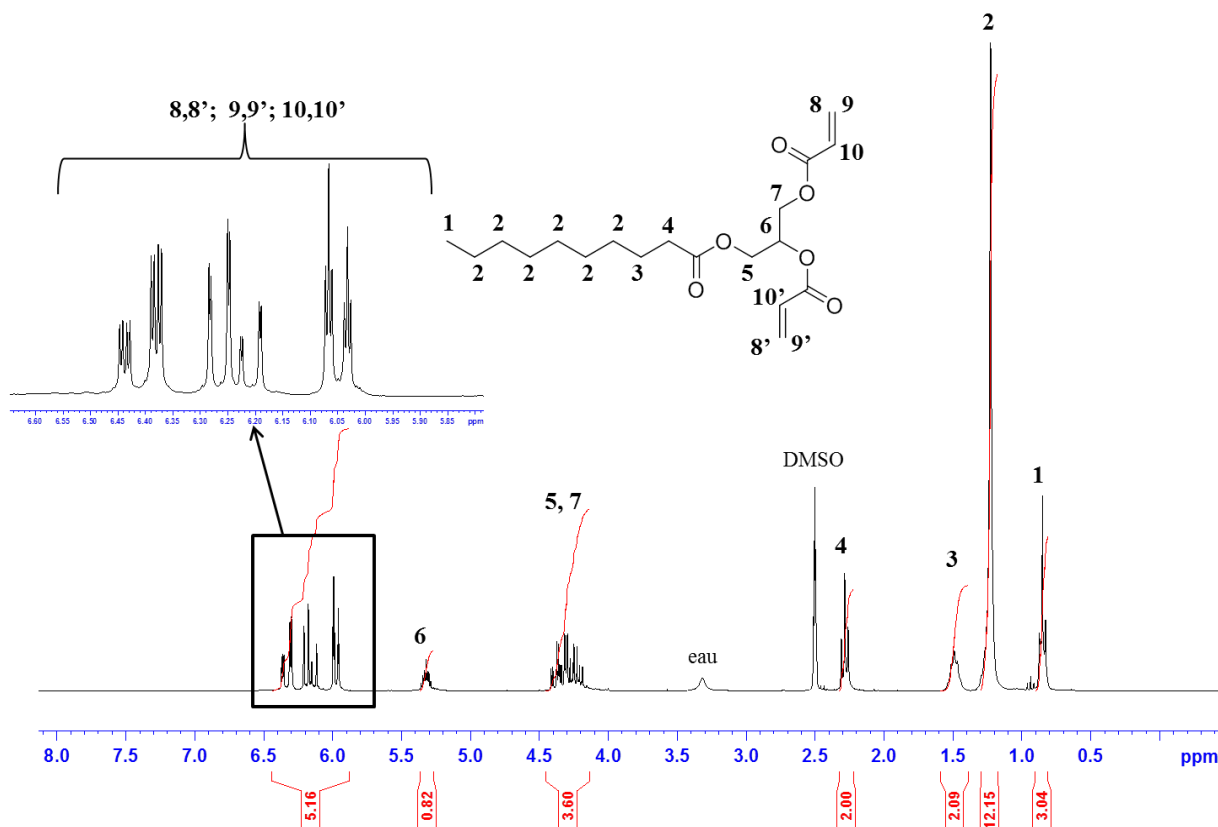 2
8,8’; 9,9’; 10,10’
8 9
O 10
O
7
1 2 2 2 4 O 6
2 2 2 3 O 5 O
10’ O
8’ 9’
6.60 6.55 6.50 6.45 6.40 6.35 6.30 6.25 6.20 6.15 6.10 6.05 6.00 5.95 5.90 5.85 ppm
DMSO
1
5, 7
4
3
6
eau
8.0 7.5 7.0 6.5 6.0 5.5 5.0 4.5 4.0 3.5 3.0 2.5 2.0 1.5 1.0 0.5 ppm
5.16 0.82 3.60 2.00 2.09 12.15 3.04